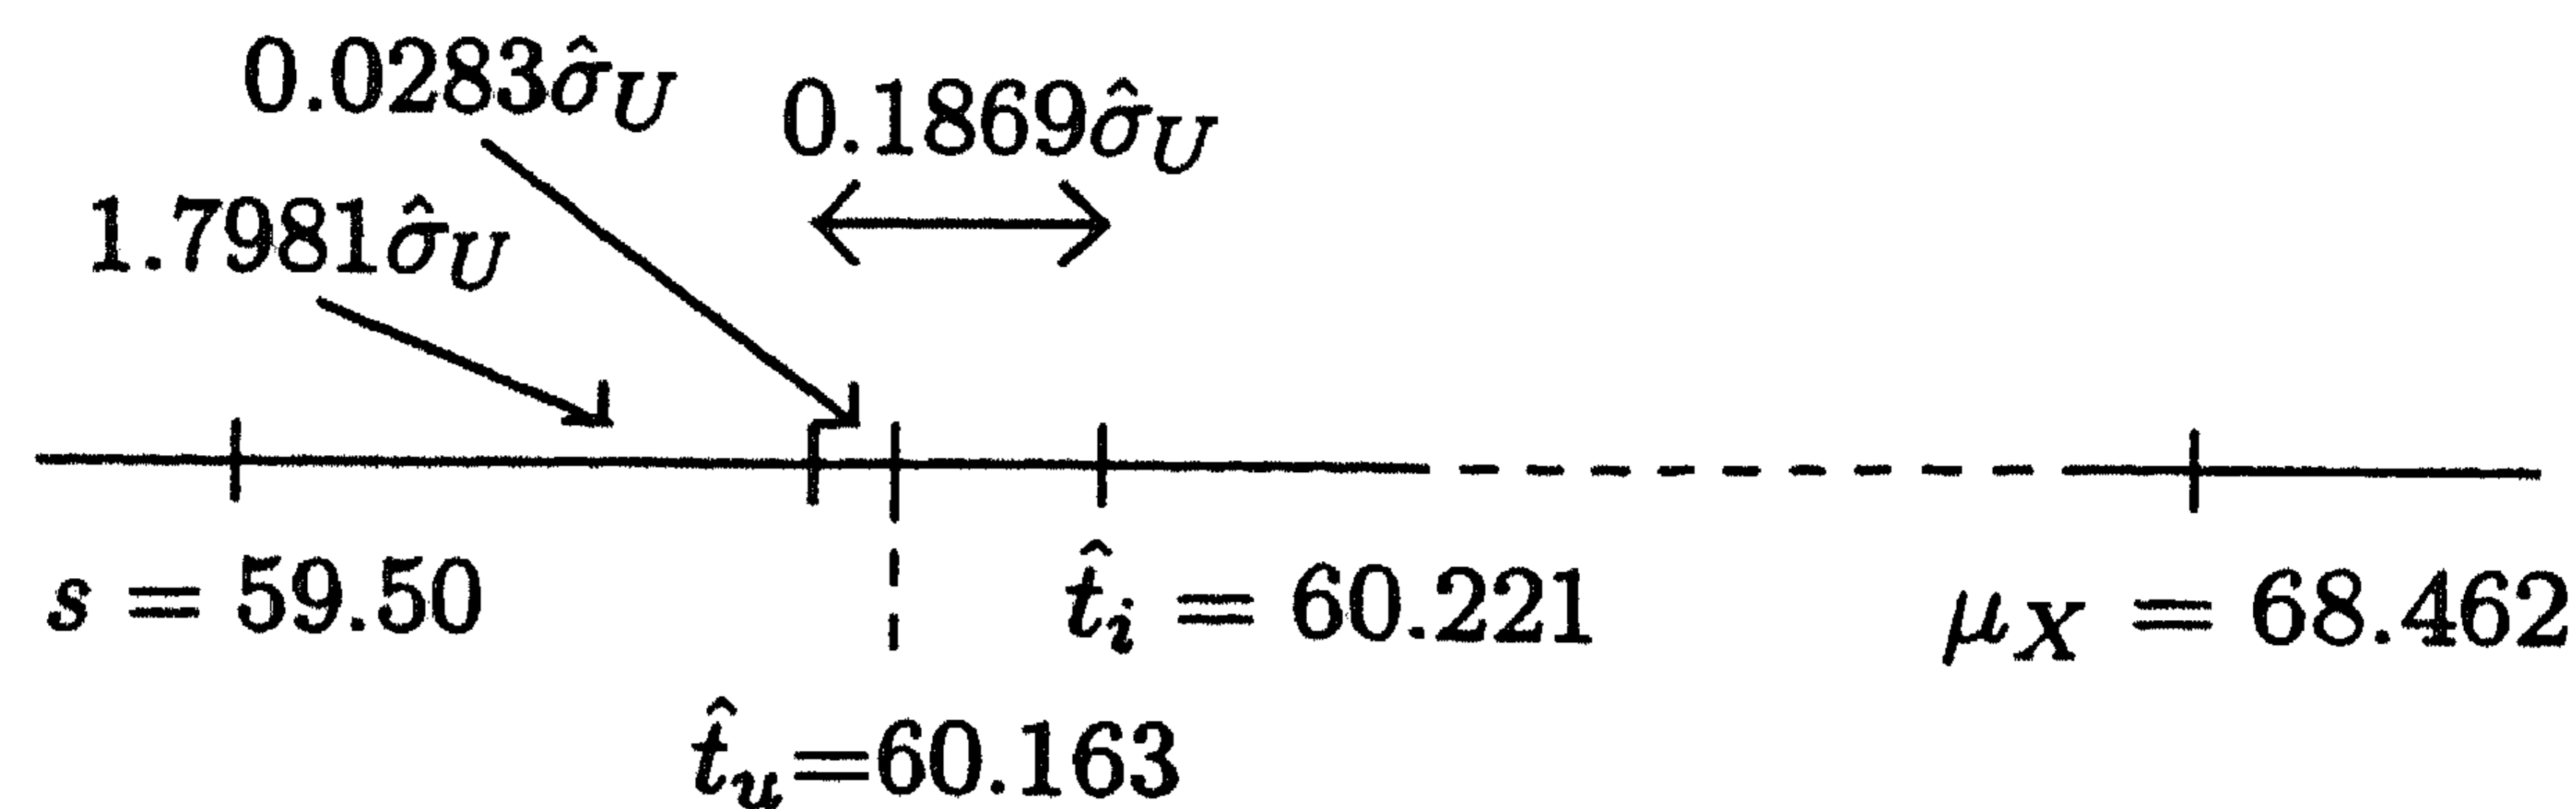 0.0283σ̂_U
0.1869σ̂_U
1.7981σ̂_U
s = 59.50
t̂_i = 60.221
μ_X = 68.462
t̂_u=60.163